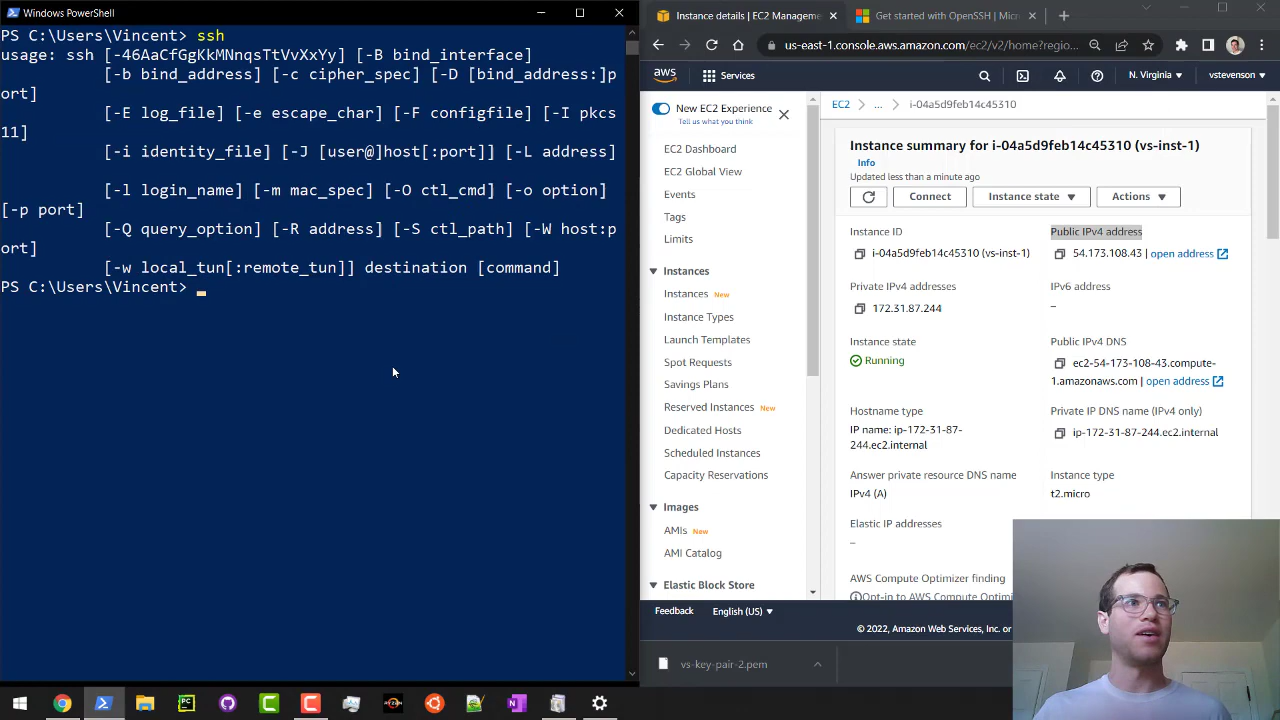 Windows PowerShell
PS C:\Users\Vincent> ssh
usage: ssh [-46AaCfGgKkMNnqsTtVvXxYy] [-B bind_interface]
[-b bind_address] [-c cipher_spec] [-D [bind_address:]p
ort]
[-E log_file] [-e escape_char] [-F configfile] [-I pkcs
11]
[-i identity_file] [-J [user@]host[:port]] [-L address]
[-l login_name] [-m mac_spec] [-O ctl_cmd] [-o option]
[-p port]
[-Q query_option] [-R address] [-S ctl_path] [-W host:p
ort]
[-w local_tun[:remote_tun]] destination [command]
PS C:\Users\Vincent>
Instance details | EC2 Manageme
Get started with OpenSSH | Micros
us-east-1.console.aws.amazon.com/ec2/v2/home?regio...
aws
Services
N. Virginia
vstevenson
New EC2 Experience
Tell us what you think
EC2 Dashboard
EC2 Global View
Events
Tags
Limits
Instances
Instances New
Instance Types
Launch Templates
Spot Requests
Savings Plans
Reserved Instances New
Dedicated Hosts
Scheduled Instances
Capacity Reservations
Images
AMIs New
AMI Catalog
Elastic Block Store
EC2
...
i-04a5d9feb14c45310
Instance summary for i-04a5d9feb14c45310 (vs-inst-1)
Info
Updated less than a minute ago
Connect
Instance state
Actions
Instance ID
i-04a5d9feb14c45310 (vs-inst-1)
Public IPv4 address
54.173.108.43 | open address
Private IPv4 addresses
172.31.87.244
IPv6 address
–
Instance state
Running
Public IPv4 DNS
ec2-54-173-108-43.compute-
1.amazonaws.com | open address
Hostname type
IP name: ip-172-31-87-
244.ec2.internal
Private IP DNS name (IPv4 only)
ip-172-31-87-244.ec2.internal
Answer private resource DNS name
IPv4 (A)
Instance type
t2.micro
Elastic IP addresses
–
AWS Compute Optimizer finding
Opt-in to AWS Compute Optimi
Feedback
English (US)
© 2022, Amazon Web Services, Inc. or
vs-key-pair-2.pem
PC
RYZEN
N